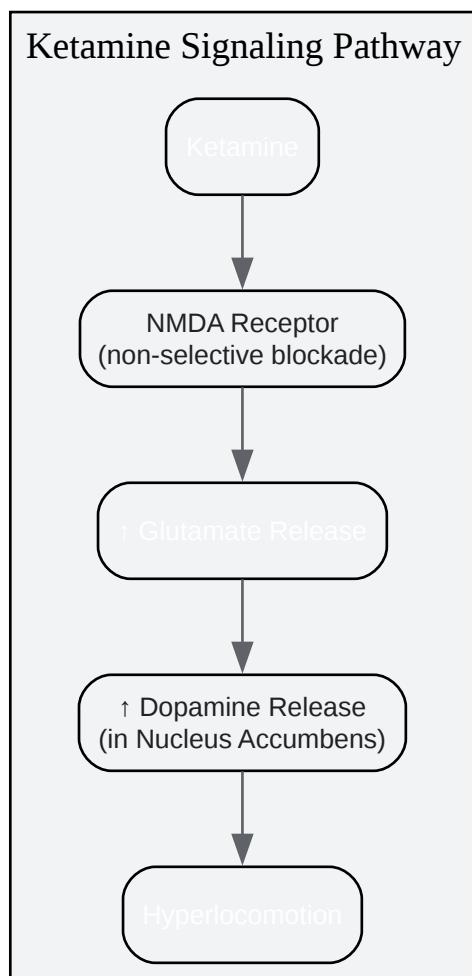 Ketamine Signaling Pathway
Ketamine
NMDA Receptor
(non-selective blockade)
↑ Glutamate Release
↑ Dopamine Release
(in Nucleus Accumbens)
Hyperlocomotion